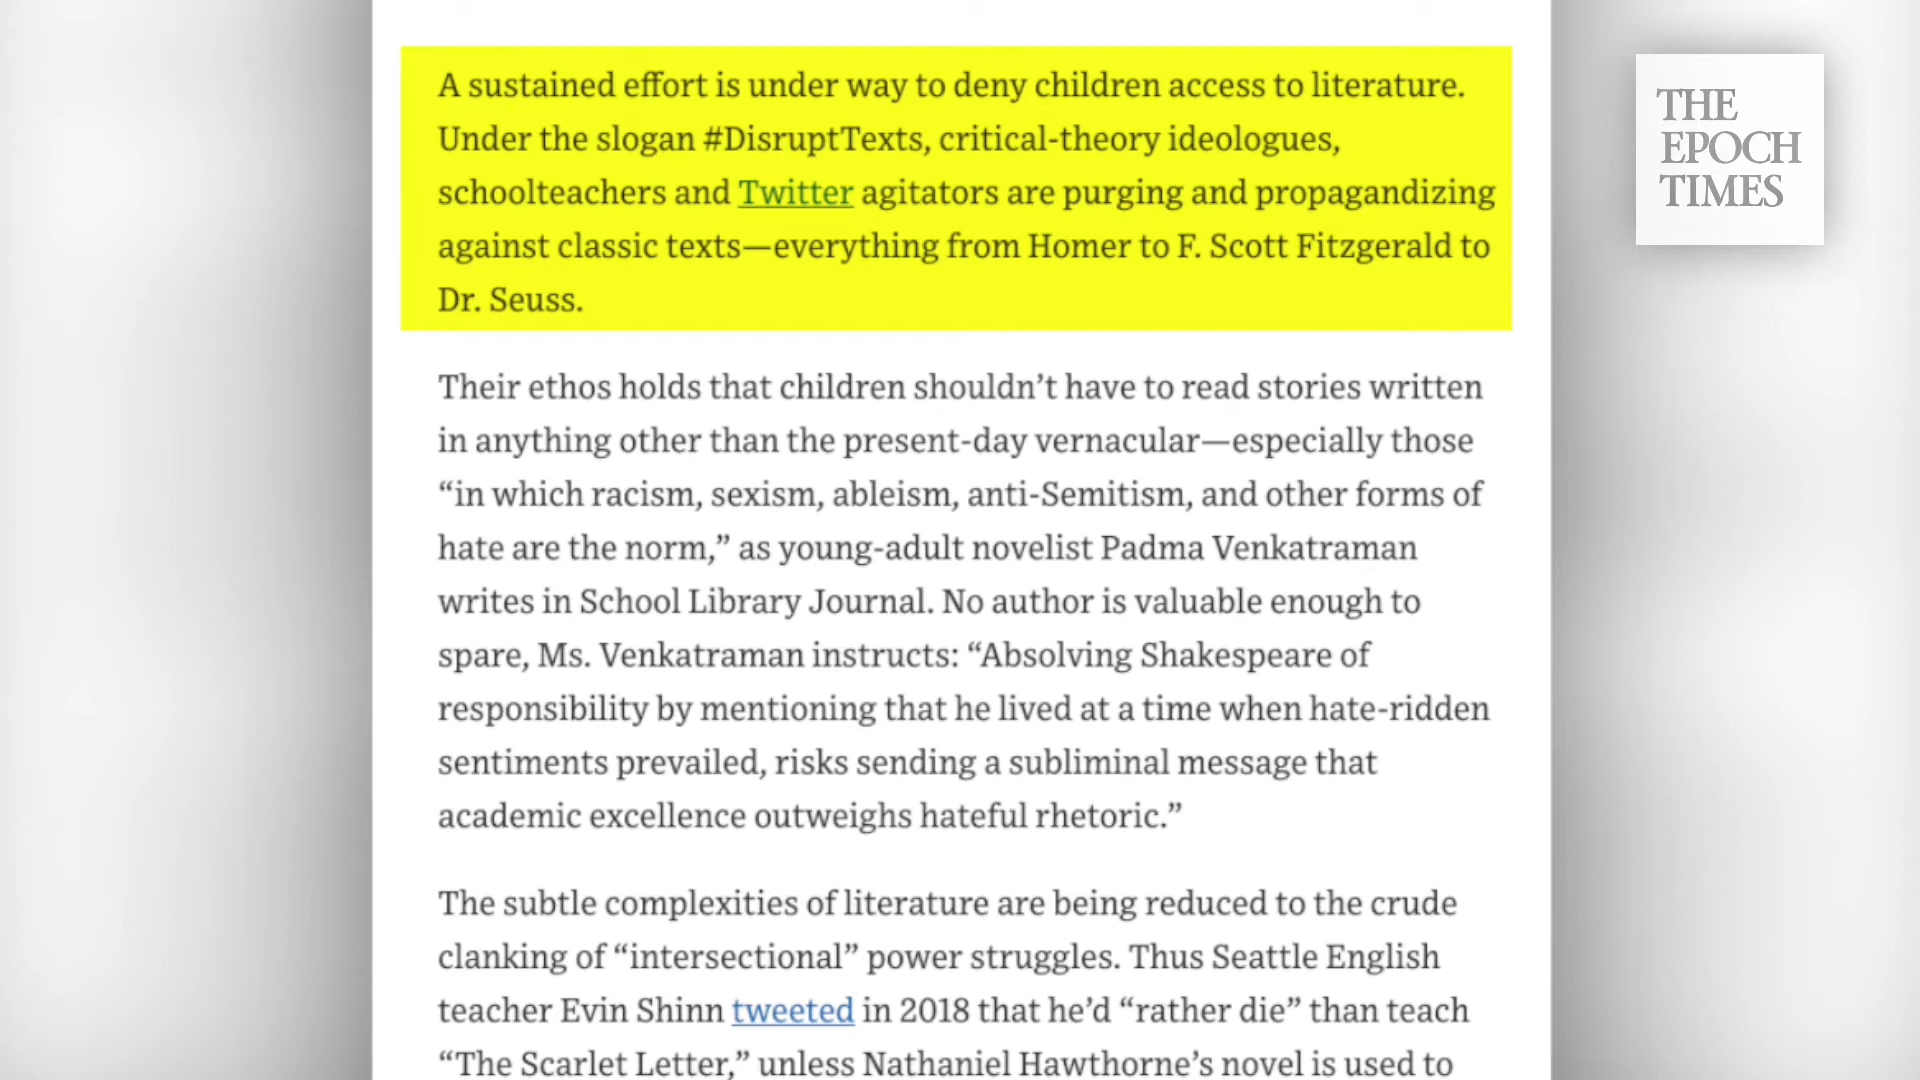 A sustained effort is under way to deny children access to literature.
Under the slogan #DisruptTexts, critical-theory ideologues,
schoolteachers and Twitter agitators are purging and propagandizing
against classic texts—everything from Homer to F. Scott Fitzgerald to
Dr. Seuss.
THE
EPOCH
TIMES
Their ethos holds that children shouldn’t have to read stories written
in anything other than the present-day vernacular—especially those
“in which racism, sexism, ableism, anti-Semitism, and other forms of
hate are the norm,” as young-adult novelist Padma Venkatraman
writes in School Library Journal. No author is valuable enough to
spare, Ms. Venkatraman instructs: “Absolving Shakespeare of
responsibility by mentioning that he lived at a time when hate-ridden
sentiments prevailed, risks sending a subliminal message that
academic excellence outweighs hateful rhetoric.”
The subtle complexities of literature are being reduced to the crude
clanking of “intersectional” power struggles. Thus Seattle English
teacher Evin Shinn tweeted in 2018 that he’d “rather die” than teach
“The Scarlet Letter,” unless Nathaniel Hawthorne’s novel is used to